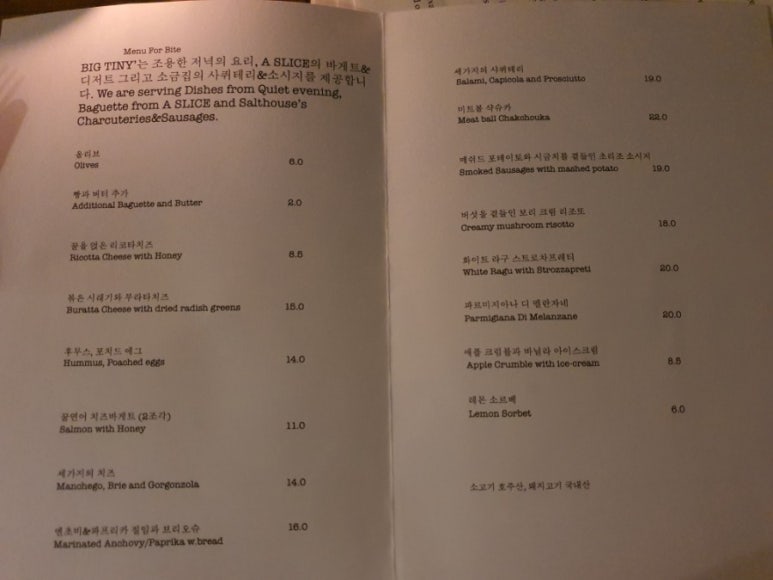 Menu For Bite
BIG TINY'는 조용한 저녁의 요리, A SLICE의 바게트&
디저트 그리고 소금집의 샤퀴테리&소시지를 제공합니
다. We are serving Dishes from Quiet evening,
Baguette from A SLICE and Salthouse's
Charcuteries&Sausages.
올리브
Olives 6.0
빵과 버터 추가
Additional Baguette and Butter 2.0
꿀을 얹은 리코타치즈
Ricotta Cheese with Honey 8.5
볶은 시래기와 부라타치즈
Buratta Cheese with dried radish greens 15.0
후무스, 포치드 에그
Hummus, Poached eggs 14.0
꿀연어 치즈바게트 (2조각)
Salmon with Honey 11.0
세가지의 치즈
Manchego, Brie and Gorgonzola 14.0
엔초비&파프리카 절임과 브리오슈
Marinated Anchovy/Paprika w.bread 16.0
세가지의 샤퀴테리
Salami, Capicola and Prosciutto 19.0
미트볼 샥슈카
Meat ball Chakchouka 22.0
매쉬드 포테이토와 시금치를 곁들인 초리조 소시지
Smoked Sausages with mashed potato 19.0
버섯을 곁들인 보리 크림 리조또
Creamy mushroom risotto 18.0
화이트 라구 스트로차프레티
White Ragu with Strozzapreti 20.0
파르미지아나 디 멜란자네
Parmigiana Di Melanzane 20.0
애플 크럼블과 바닐라 아이스크림
Apple Crumble with ice-cream 8.5
레몬 소르베
Lemon Sorbet 6.0
소고기 호주산, 돼지고기 국내산